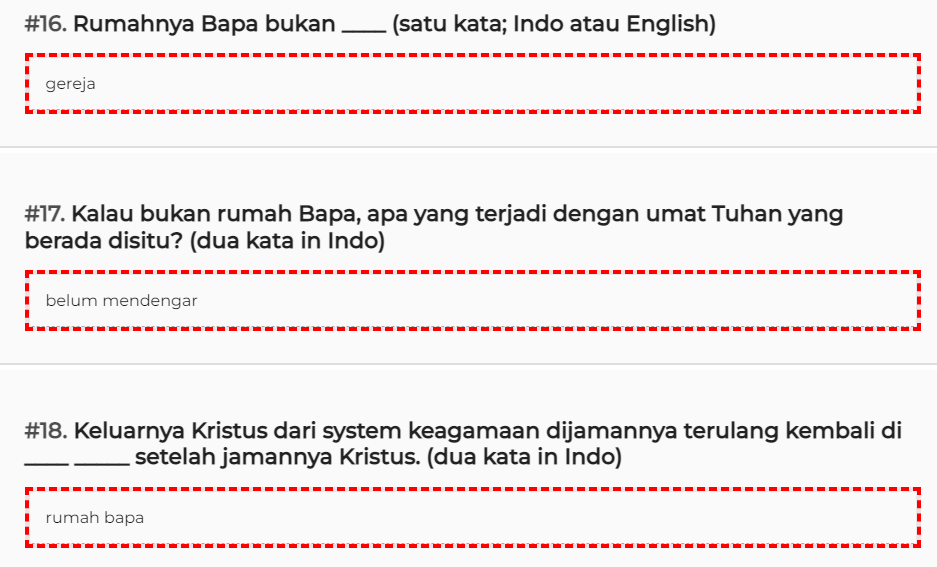 #16. Rumahnya Bapa bukan ____ (satu kata; Indo atau English)
gereja
#17. Kalau bukan rumah Bapa, apa yang terjadi dengan umat Tuhan yang
berada disitu? (dua kata in Indo)
belum mendengar
#18. Keluarnya Kristus dari system keagamaan dijamannya terulang kembali di
____ _____ setelah jamannya Kristus. (dua kata in Indo)
rumah bapa